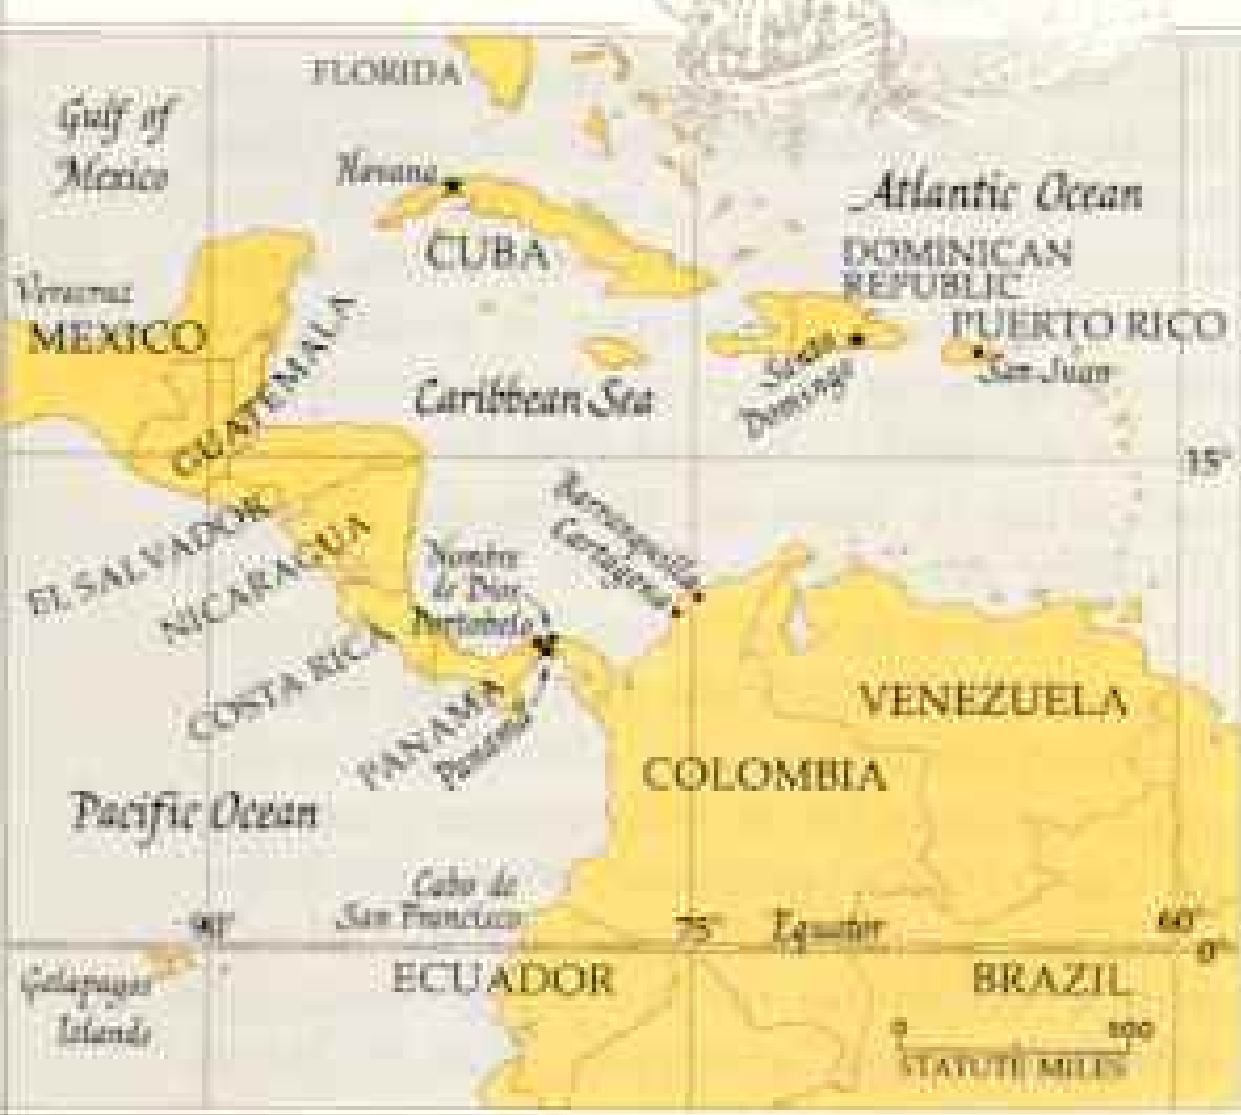 FLORIDA
Gulf of
Mexico
Havana
Atlantic Ocean
CUBA
DOMINICAN
REPUBLIC
Veracruz
MEXICO
PUERTO RICO
San Juan
Santo
Domingo
GUATEMALA
Caribbean Sea
15°
Barranquilla
Cartagena
EL SALVADOR
NICARAGUA
Nombre
de Dios
Portobelo
COSTA RICA
PANAMA
Panama
VENEZUELA
COLOMBIA
Pacific Ocean
Cabo de
San Francisco
90°
75°
Equator
60°
0°
Galapagos
Islands
ECUADOR
BRAZIL
0 500
STATUTE MILES